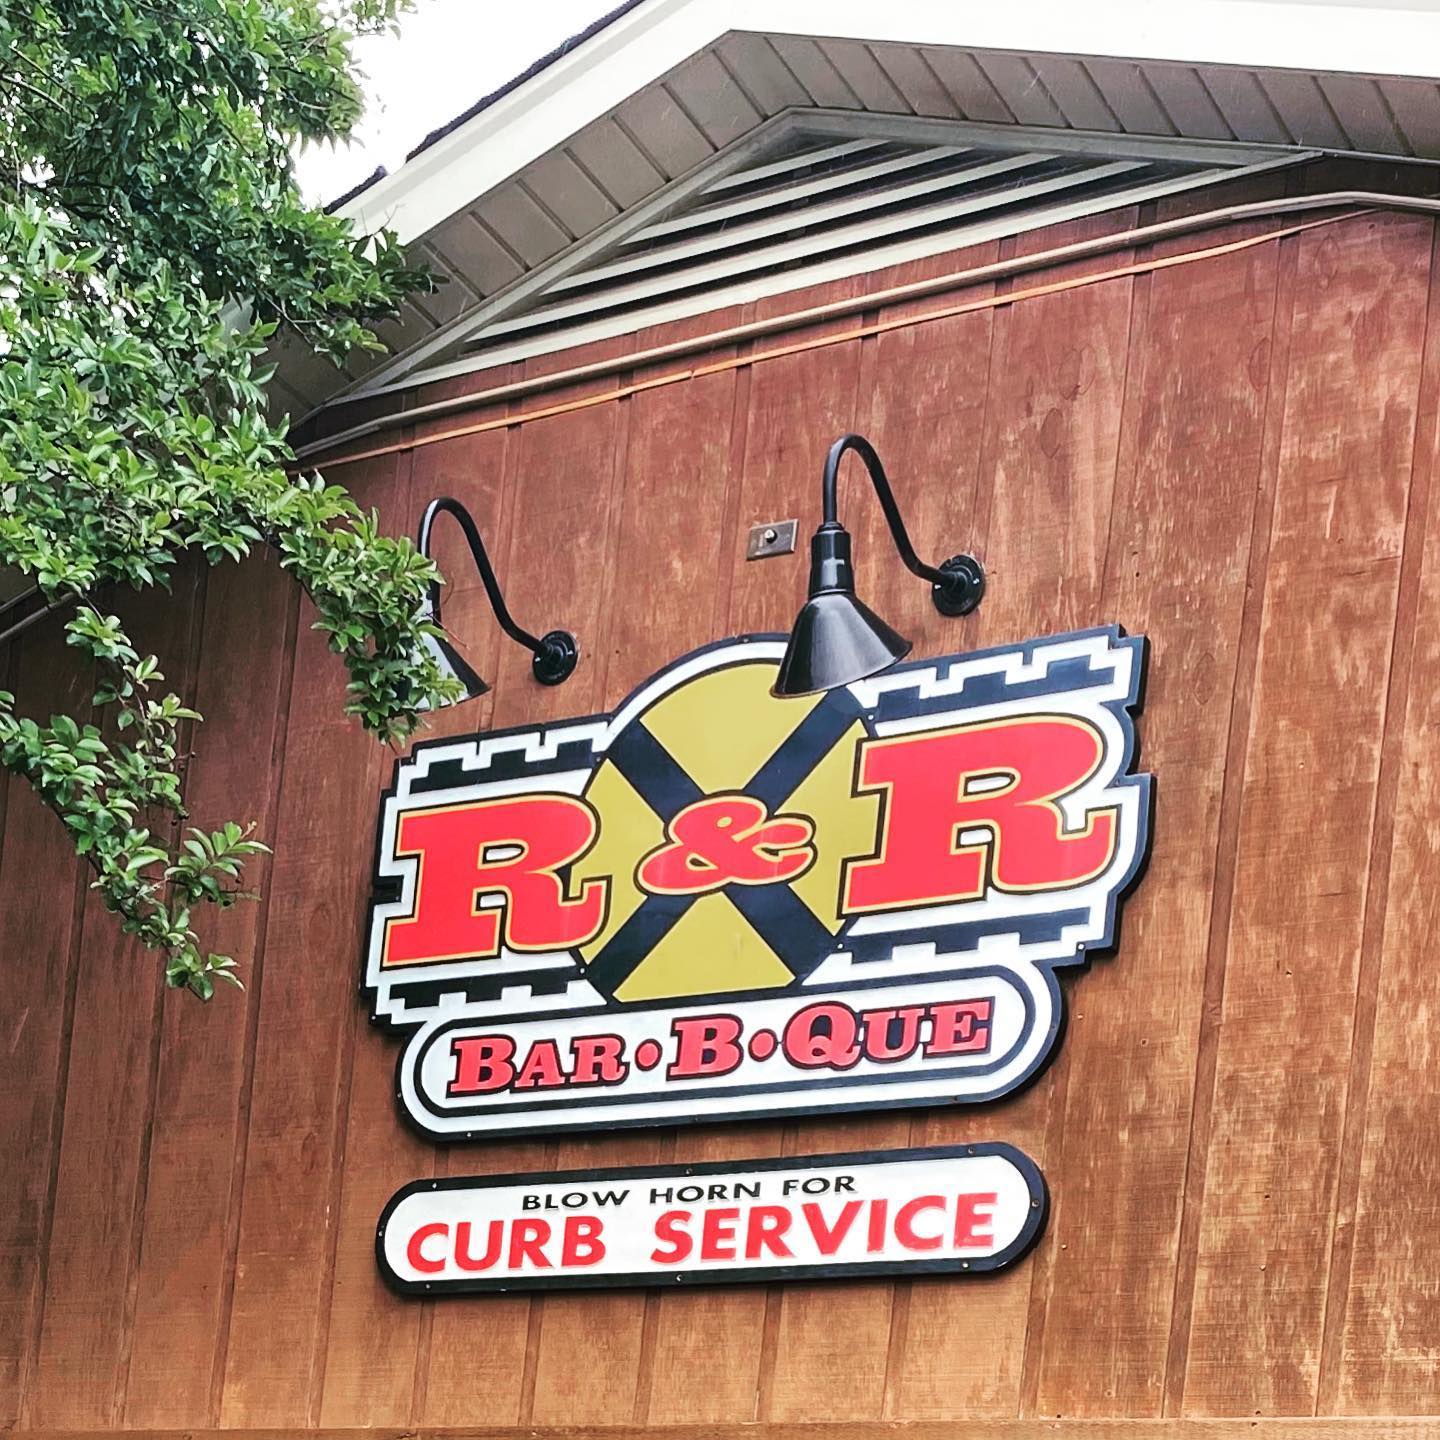 R & R
BAR·B·QUE
BLOW HORN FOR
CURB SERVICE